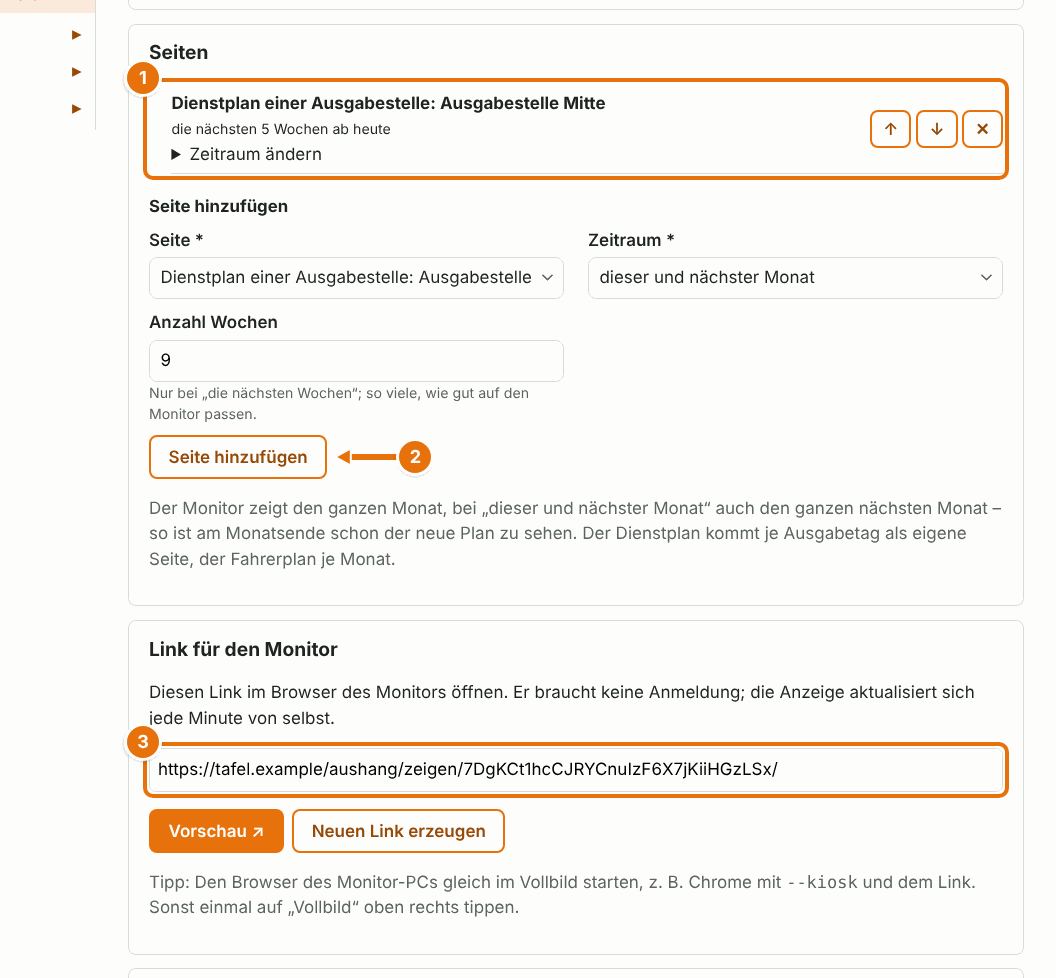 Seiten
1
Dienstplan einer Ausgabestelle: Ausgabestelle Mitte
die nächsten 5 Wochen ab heute
▶ Zeitraum ändern
↑ ↓ ×
Seite hinzufügen
Seite * Zeitraum *
Dienstplan einer Ausgabestelle: Ausgabestelle dieser und nächster Monat
Anzahl Wochen
9
Nur bei „die nächsten Wochen“; so viele, wie gut auf den
Monitor passen.
Seite hinzufügen 2
Der Monitor zeigt den ganzen Monat, bei „dieser und nächster Monat“ auch den ganzen nächsten Monat –
so ist am Monatsende schon der neue Plan zu sehen. Der Dienstplan kommt je Ausgabetag als eigene
Seite, der Fahrerplan je Monat.
Link für den Monitor
Diesen Link im Browser des Monitors öffnen. Er braucht keine Anmeldung; die Anzeige aktualisiert sich
jede Minute von selbst.
3
https://tafel.example/aushang/zeigen/7DgKCt1hcCJRYCnuIzF6X7jKiiHGzLSx/
Vorschau ↗ Neuen Link erzeugen
Tipp: Den Browser des Monitor-PCs gleich im Vollbild starten, z. B. Chrome mit --kiosk und dem Link.
Sonst einmal auf „Vollbild“ oben rechts tippen.